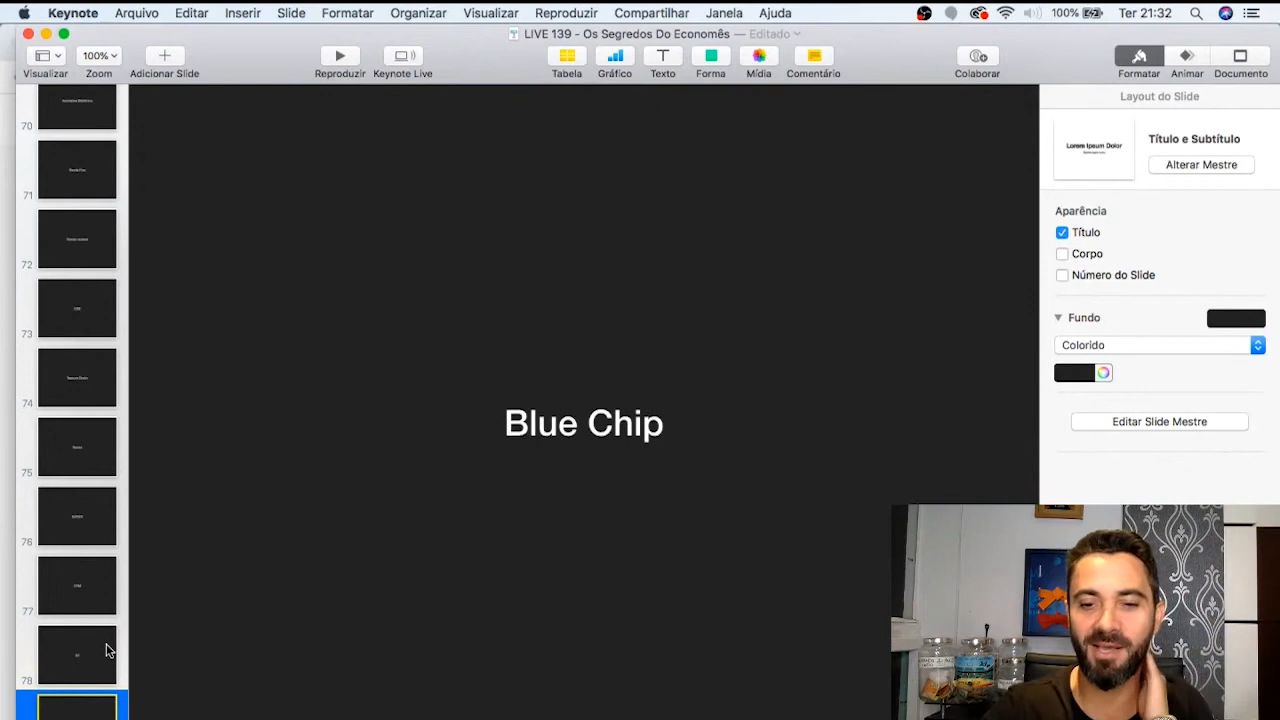 Keynote Arquivo Editar Inserir Slide Formatar Organizar Visualizar Reproduzir Compartilhar Janela Ajuda 100% Ter 21:32
LIVE 139 - Os Segredos Do Economês — Editado
100%
Visualizar Zoom Adicionar Slide Reproduzir Keynote Live Tabela Gráfico Texto Forma Mídia Comentário Colaborar Formatar Animar Documento
Layout do Slide
Lorem Ipsum Dolor
Título e Subtítulo
Alterar Mestre
Aparência
Título
Corpo
Número do Slide
Fundo
Colorido
Editar Slide Mestre
Blue Chip
70
71
72
73
74
75
76
77
78